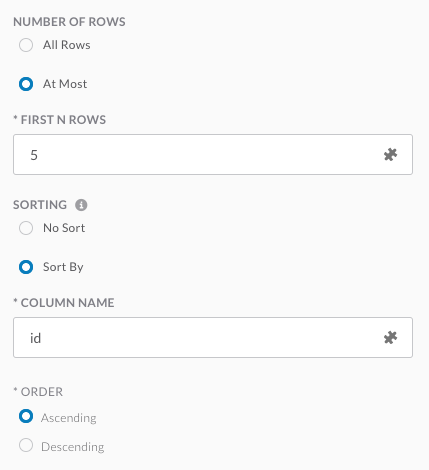 NUMBER OF ROWS
All Rows
At Most
* FIRST N ROWS
5
SORTING
No Sort
Sort By
* COLUMN NAME
id
* ORDER
Ascending
Descending